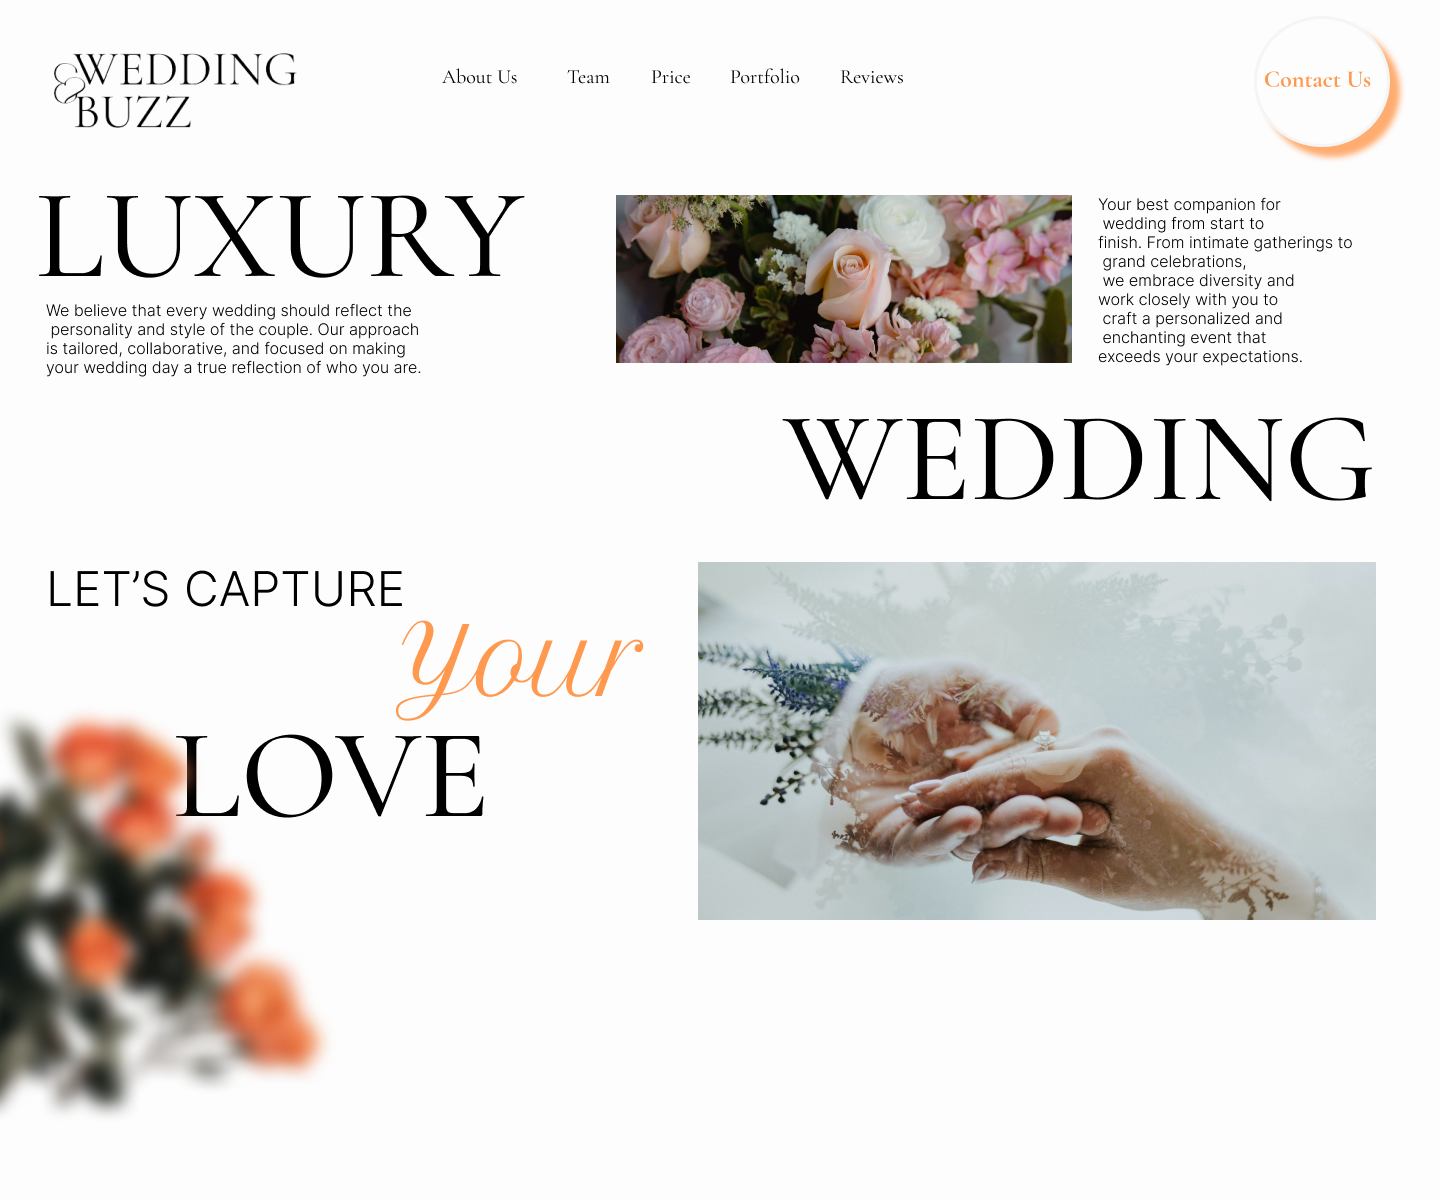 & WEDDING
BUZZ
About Us Team Price Portfolio Reviews
Contact Us
LUXURY
We believe that every wedding should reflect the
personality and style of the couple. Our approach
is tailored, collaborative, and focused on making
your wedding day a true reflection of who you are.
Your best companion for
wedding from start to
finish. From intimate gatherings to
grand celebrations,
we embrace diversity and
work closely with you to
craft a personalized and
enchanting event that
exceeds your expectations.
WEDDING
LET’S CAPTURE
your
LOVE